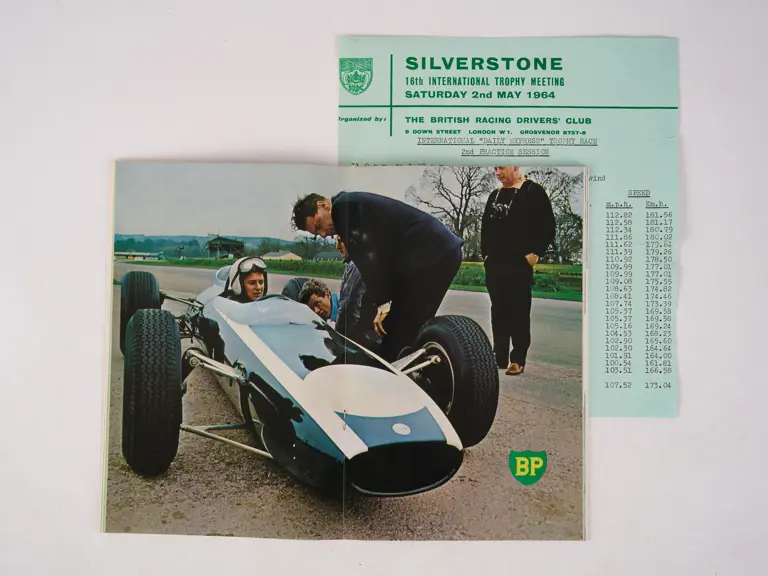 SILVERSTONE
16th INTERNATIONAL TROPHY MEETING
SATURDAY 2nd MAY 1964
Organized by:
THE BRITISH RACING DRIVERS' CLUB
9 DOWN STREET LONDON W1. GROSVENOR 6737-8
INTERNATIONAL "DAILY EXPRESS" TROPHY RACE
2nd PRACTICE SESSION
wind
SPEED
m.p.h. Km.h.
112.82 181.56
112.58 181.17
112.34 180.79
111.86 180.02
111.62 179.64
111.39 179.26
110.92 178.50
109.99 177.01
109.99 177.01
109.08 175.55
108.63 174.82
108.41 174.46
107.74 173.39
105.37 169.58
105.37 169.58
105.16 169.24
104.53 168.23
102.90 165.60
102.30 164.64
101.91 164.00
100.54 161.81
103.51 166.58
107.52 173.04
BP